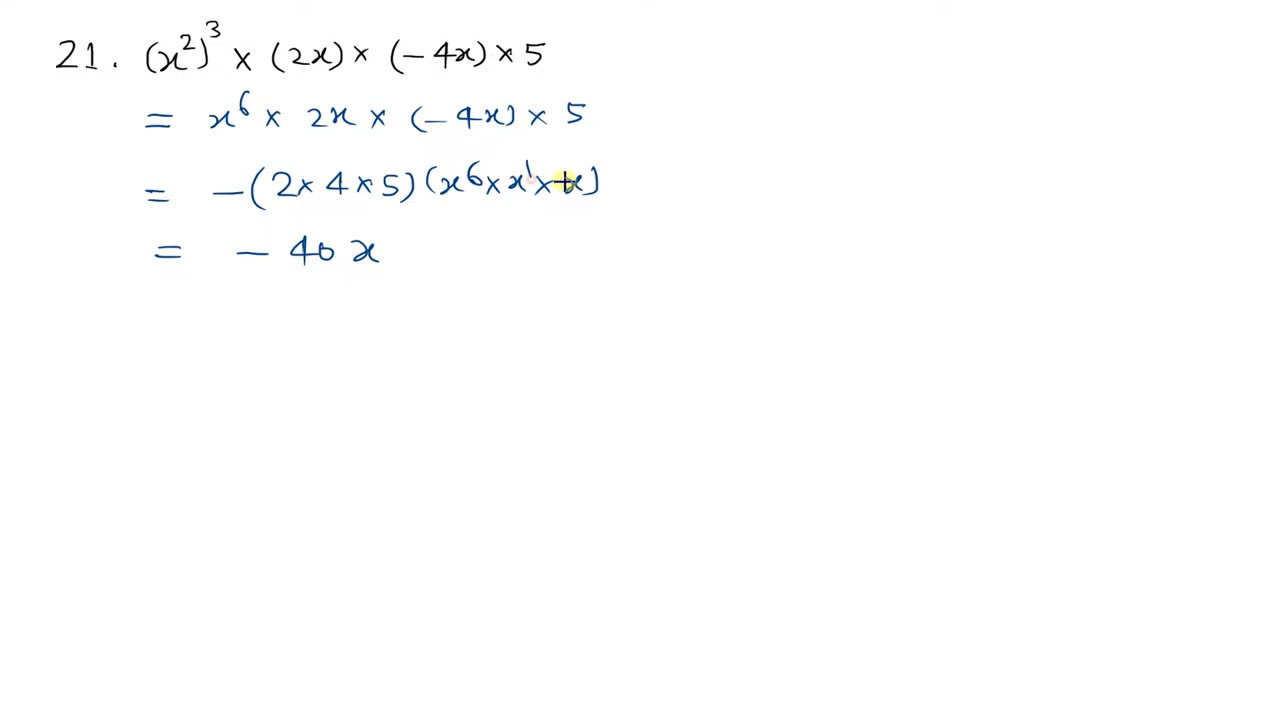 21. (x²)³ × (2x) × (-4x) × 5
= x⁶ × 2x × (-4x) × 5
= -(2 × 4 × 5) (x⁶ × x¹ × x)
= -40 x